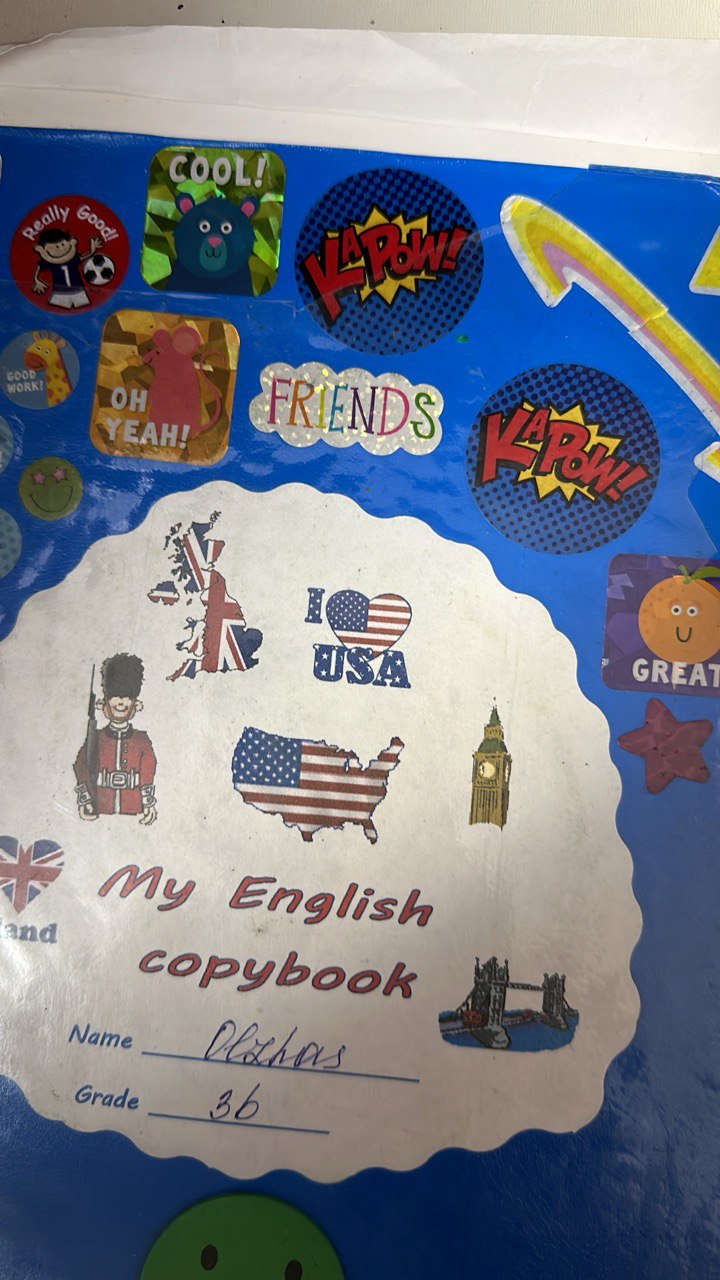 COOL!
Really Good!
1
KAPOW!
GOOD WORK!
OH YEAH!
FRIENDS
KAPOW!
GREAT
I
USA
land
My English
copybook
Name Olzhas
Grade 3б